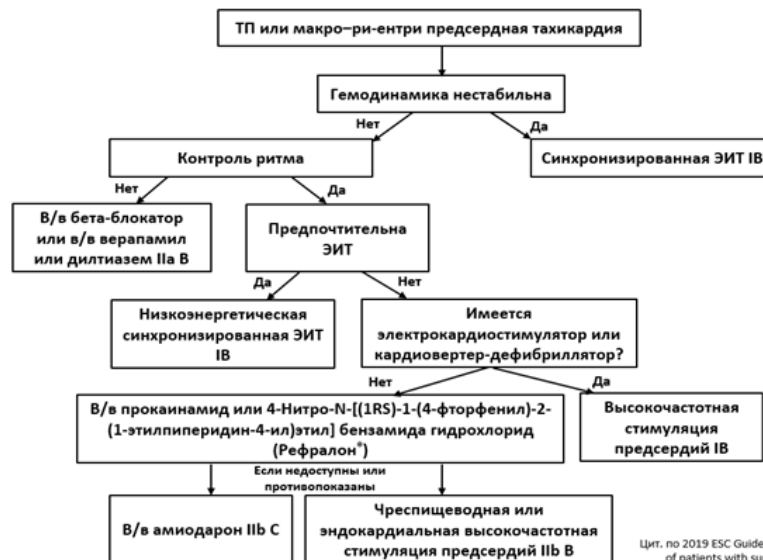 ТП или макро–ри-ентри предсердная тахикардия
Гемодинамика нестабильна
Нет
Да
Контроль ритма
Синхронизированная ЭИТ IB
Нет
Да
В/в бета-блокатор
или в/в верапамил
или дилтиазем IIa B
Предпочтительна
ЭИТ
Да
Нет
Низкоэнергетическая
синхронизированная ЭИТ
IB
Имеется
электрокардиостимулятор или
кардиовертер-дефибриллятор?
Нет
Да
В/в прокаинамид или 4-Нитро-N-[(1RS)-1-(4-фторфенил)-2-
(1-этилпиперидин-4-ил)этил] бензамида гидрохлорид
(Рефралон®)
Высокочастотная
стимуляция
предсердий IB
Если недоступны или
противопоказаны
В/в амиодарон IIb C
Чреспищеводная или
эндокардиальная высокочастотная
стимуляция предсердий IIb B
Цит. по 2019 ESC Guide
of patients with su